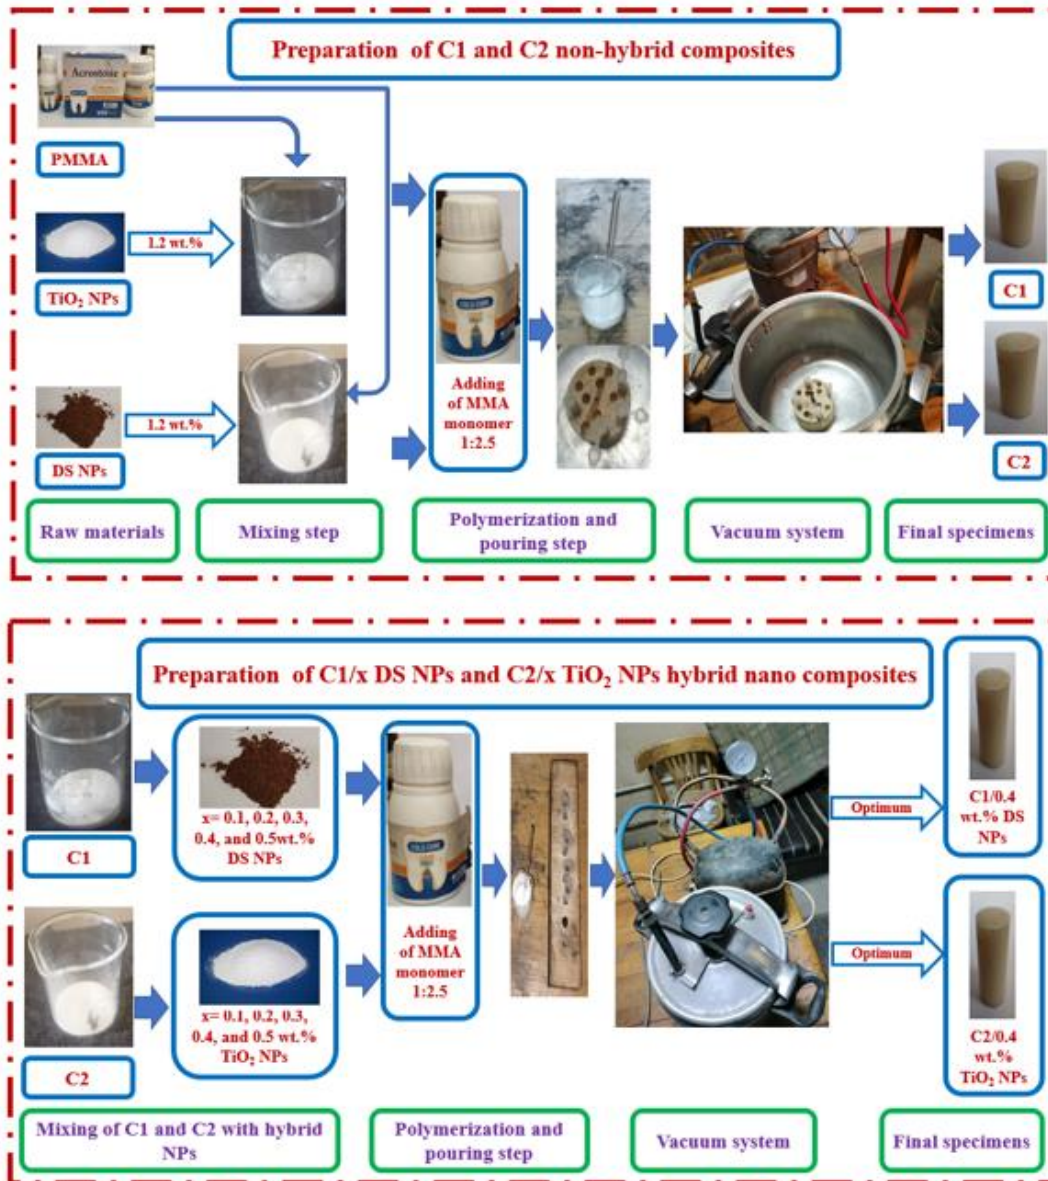 Preparation of C1 and C2 non-hybrid composites
Acrostone
PMMA
1.2 wt.%
TiO₂ NPs
C1
COLD CURE
Adding
of MMA
monomer
1:2.5
1.2 wt.%
DS NPs
C2
Raw materials
Mixing step
Polymerization and
pouring step
Vacuum system
Final specimens
Preparation of C1/x DS NPs and C2/x TiO₂ NPs hybrid nano composites
C1
x= 0.1, 0.2, 0.3,
0.4, and 0.5wt.%
DS NPs
COLD CURE
Adding
of MMA
monomer
1:2.5
Optimum
C1/0.4
wt.% DS
NPs
C2
x= 0.1, 0.2, 0.3,
0.4, and 0.5 wt.%
TiO₂ NPs
Optimum
C2/0.4
wt.%
TiO₂ NPs
Mixing of C1 and C2 with hybrid
NPs
Polymerization and
pouring step
Vacuum system
Final specimens